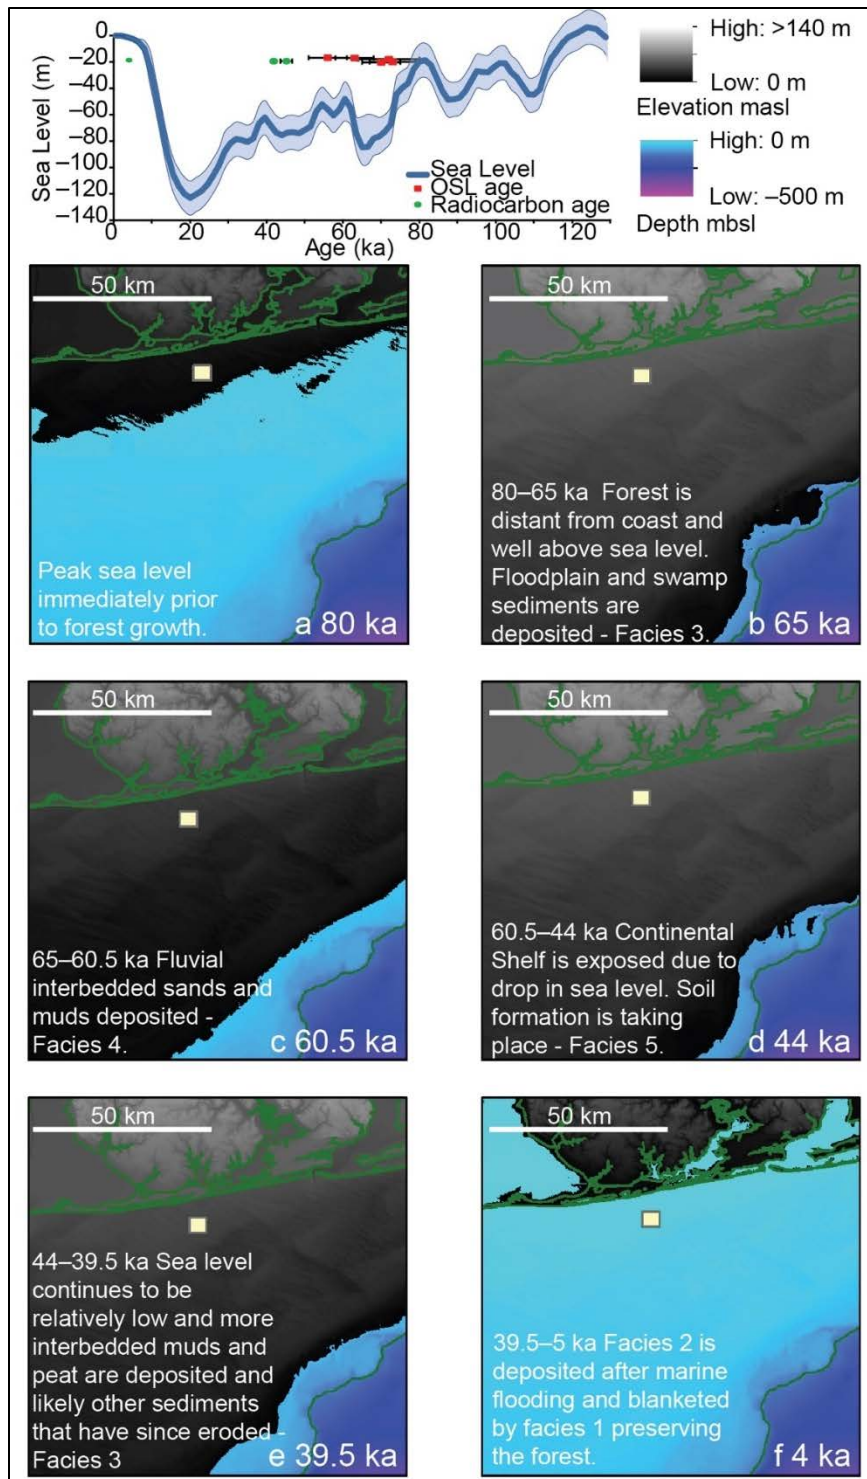 0
–20
–40
–60
–80
–100
–120
–140
Sea Level (m)
0 20 40 60 80 100 120
Age (ka)
Sea Level
OSL age
Radiocarbon age
High: >140 m
Low: 0 m
Elevation masl
High: 0 m
Low: –500 m
Depth mbsl
50 km
Peak sea level
immediately prior
to forest growth.
a 80 ka
50 km
80–65 ka Forest is
distant from coast and
well above sea level.
Floodplain and swamp
sediments are
deposited - Facies 3.
b 65 ka
50 km
65–60.5 ka Fluvial
interbedded sands and
muds deposited -
Facies 4.
c 60.5 ka
50 km
60.5–44 ka Continental
Shelf is exposed due to
drop in sea level. Soil
formation is taking
place - Facies 5.
d 44 ka
50 km
44–39.5 ka Sea level
continues to be
relatively low and more
interbedded muds and
peat are deposited and
likely other sediments
that have since eroded -
Facies 3
e 39.5 ka
50 km
39.5–5 ka Facies 2 is
deposited after marine
flooding and blanketed
by facies 1 preserving
the forest.
f 4 ka